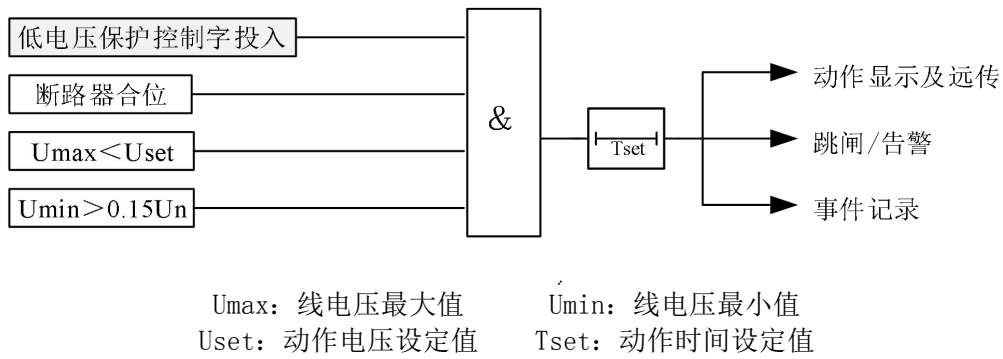 低电压保护控制字投入
断路器合位
Umax＜Uset
Umin＞0.15Un
&
Tset
动作显示及远传
跳闸/告警
事件记录
Umax：线电压最大值 Umin：线电压最小值
Uset：动作电压设定值 Tset：动作时间设定值